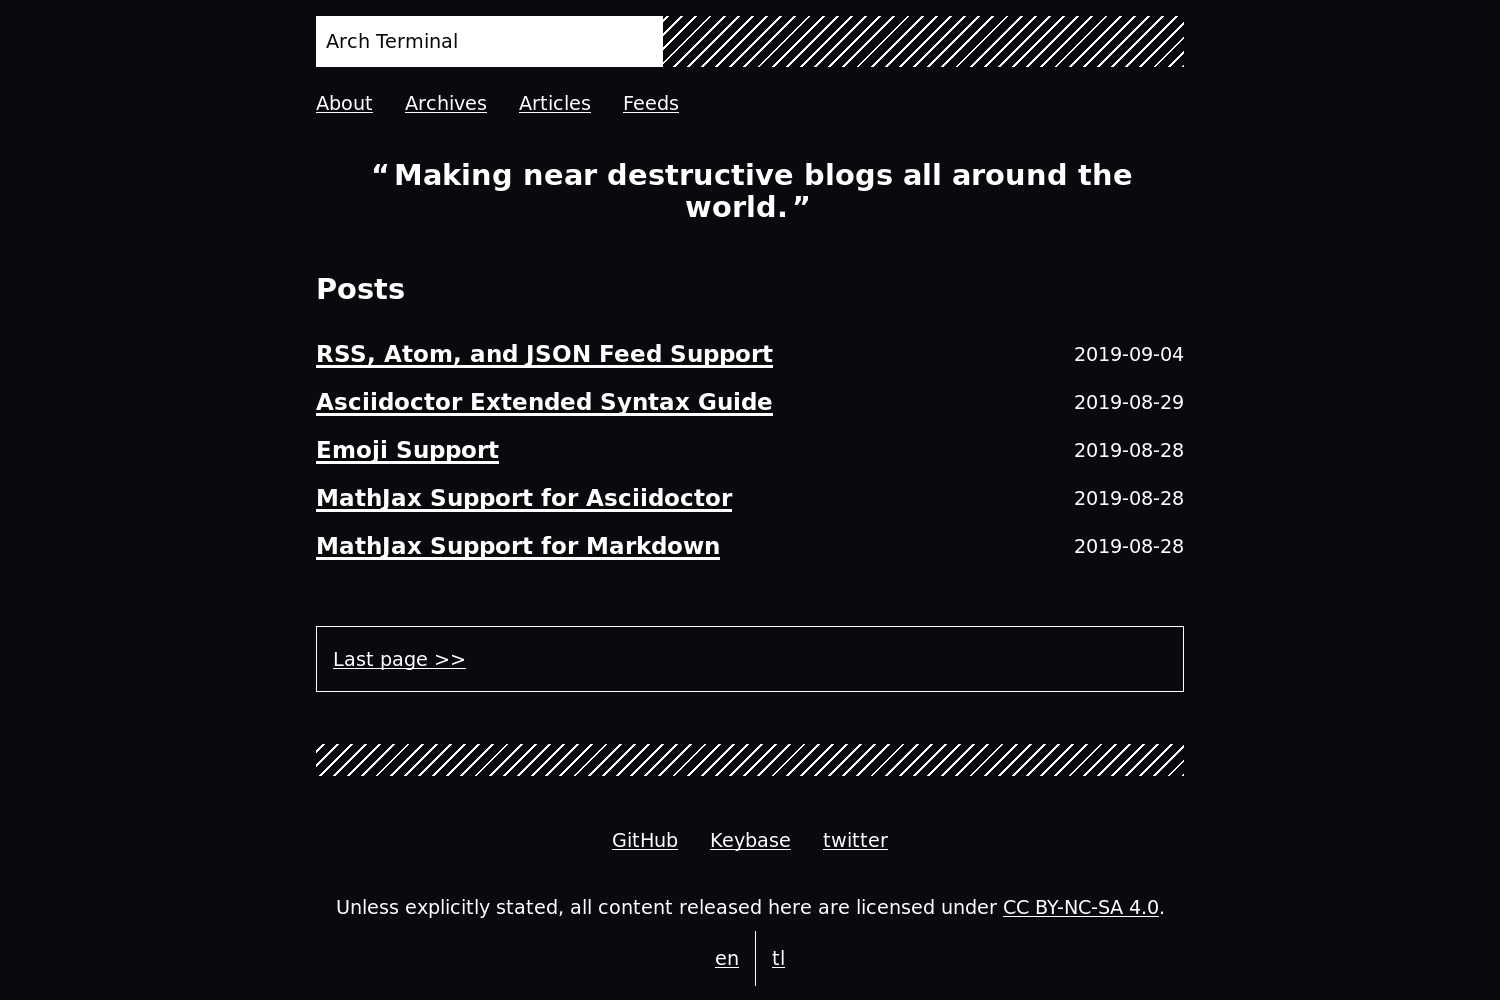 Arch Terminal
About Archives Articles Feeds
“Making near destructive blogs all around the
world.”
Posts
RSS, Atom, and JSON Feed Support 2019-09-04
Asciidoctor Extended Syntax Guide 2019-08-29
Emoji Support 2019-08-28
MathJax Support for Asciidoctor 2019-08-28
MathJax Support for Markdown 2019-08-28
Last page >>
GitHub Keybase twitter
Unless explicitly stated, all content released here are licensed under CC BY-NC-SA 4.0.
en tl